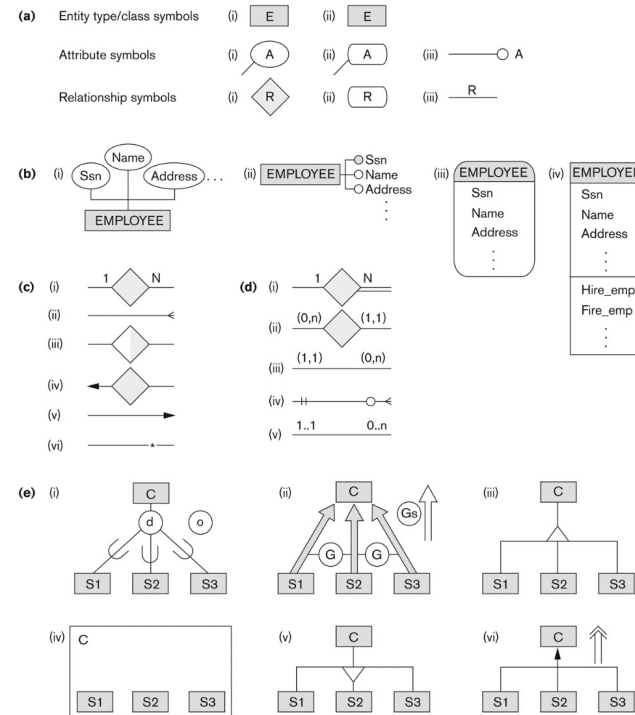 (a) Entity type/class symbols (i) E (ii) E
Attribute symbols (i) A (ii) A (iii) A
Relationship symbols (i) R (ii) R (iii) R
(b) (i) Ssn Name Address . . .
EMPLOYEE
(ii) EMPLOYEE
Ssn
Name
Address
.
.
.
(iii) EMPLOYEE
Ssn
Name
Address
.
.
.
(iv)
Ssn
Name
Address
.
.
.
Hire_emp
Fire_emp
.
.
.
(c) (i) 1 N
(ii)
(iii)
(iv)
(v)
(vi) *
(d) (i) 1 N
(ii) (0,n) (1,1)
(iii) (1,1) (0,n)
(iv)
(v) 1..1 0..n
(e) (i) C
d o
S1 S2 S3
(ii) C
Gs
G G
S1 S2 S3
(iii) C
S1 S2 S3
(iv) C
S1 S2 S3
(v) C
S1 S2 S3
(vi) C
S1 S2 S3